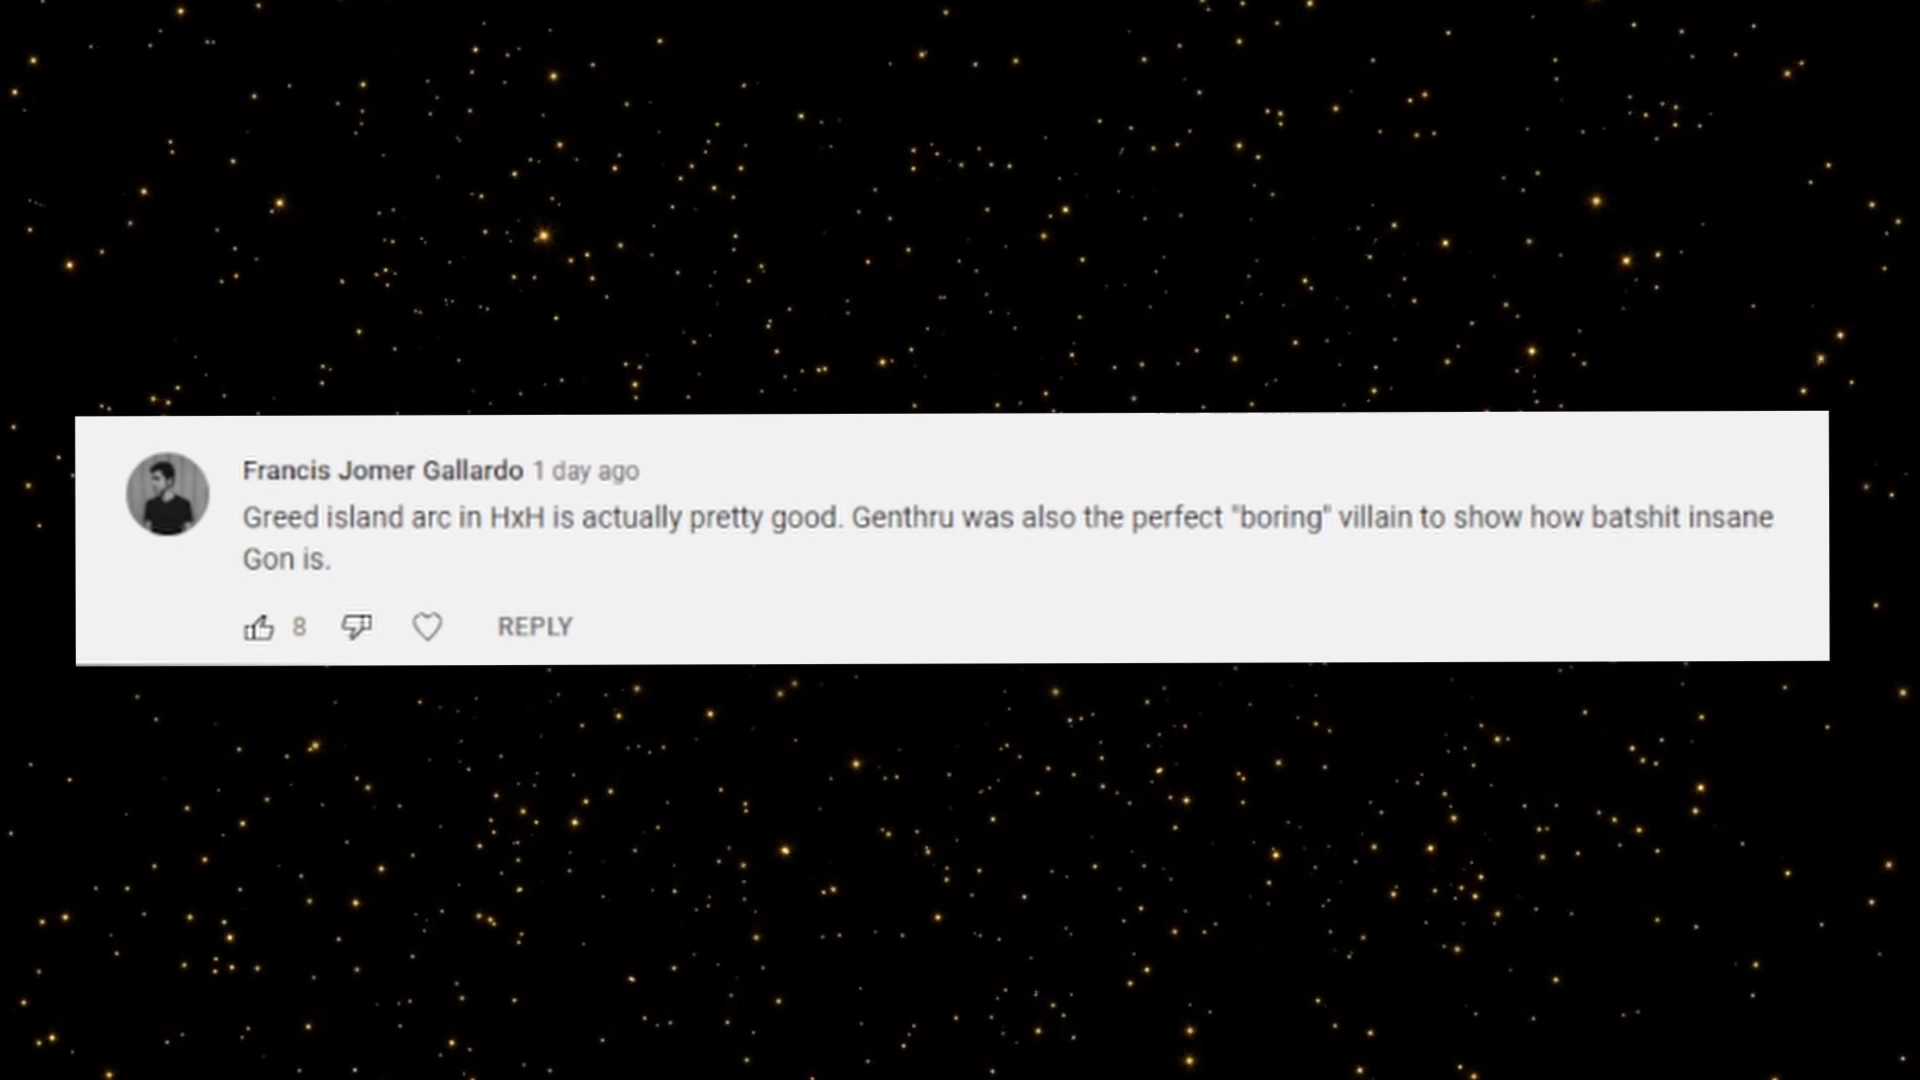 Francis Jomer Gallardo 1 day ago
Greed island arc in HxH is actually pretty good. Genthru was also the perfect "boring" villain to show how batshit insane
Gon is.
8 REPLY